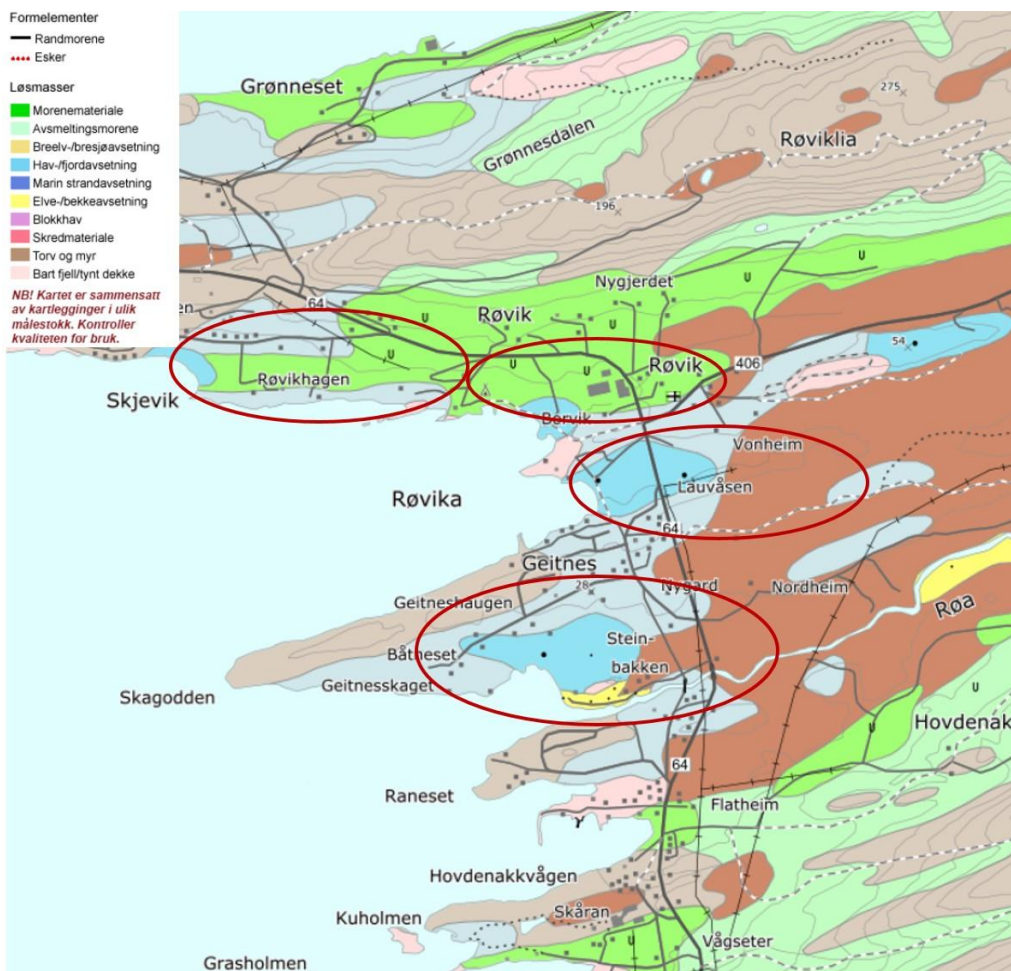 Formelementer
Randmorene
Esker
Løsmasser
Morenemateriale
Avsmeltingsmorene
Breelv-/bresjøavsetning
Hav-/fjordavsetning
Marin strandavsetning
Elve-/bekkeavsetning
Blokkhav
Skredmateriale
Torv og myr
Bart fjell/tynt dekke
NB! Kartet er sammensatt
av kartlegginger i ulik
målestokk. Kontroller
kvaliteten for bruk.
Grønneset
275
Røviklia
Grønnesdalen
196
Nygjerdet
U
64
en
Røvik
U
U
U
U
Røvik
U
54
406
Røvikhagen
Skjevik
Borvik
Vonheim
Lauvåsen
Røvika
64
Geitnes
28
Nygard
Nordheim
Geitneshaugen
Røa
Båtneset
Stein-
bakken
Geitnesskaget
Skagodden
U
Hovdenak
U
64
Raneset
Flatheim
Hovdenakkvågen
Kuholmen
Skåran
U
Vågseter
Grasholmen